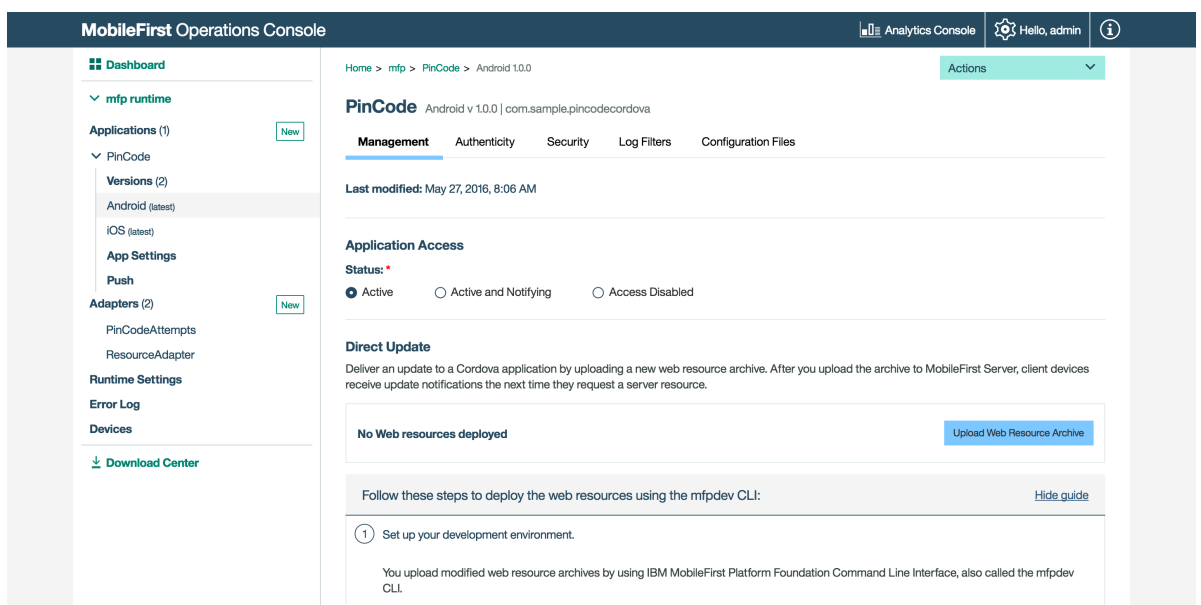 MobileFirst Operations Console
Analytics Console
Hello, admin
Dashboard
mfp runtime
Applications (1)
New
PinCode
Versions (2)
Android (latest)
iOS (latest)
App Settings
Push
Adapters (2)
New
PinCodeAttempts
ResourceAdapter
Runtime Settings
Error Log
Devices
Download Center
Home > mfp > PinCode > Android 1.0.0
Actions
PinCode Android v 1.0.0 | com.sample.pincodecordova
Management Authenticity Security Log Filters Configuration Files
Last modified: May 27, 2016, 8:06 AM
Application Access
Status: *
Active Active and Notifying Access Disabled
Direct Update
Deliver an update to a Cordova application by uploading a new web resource archive. After you upload the archive to MobileFirst Server, client devices
receive update notifications the next time they request a server resource.
No Web resources deployed
Upload Web Resource Archive
Follow these steps to deploy the web resources using the mfpdev CLI:
Hide guide
1 Set up your development environment.
You upload modified web resource archives by using IBM MobileFirst Platform Foundation Command Line Interface, also called the mfpdev
CLI.